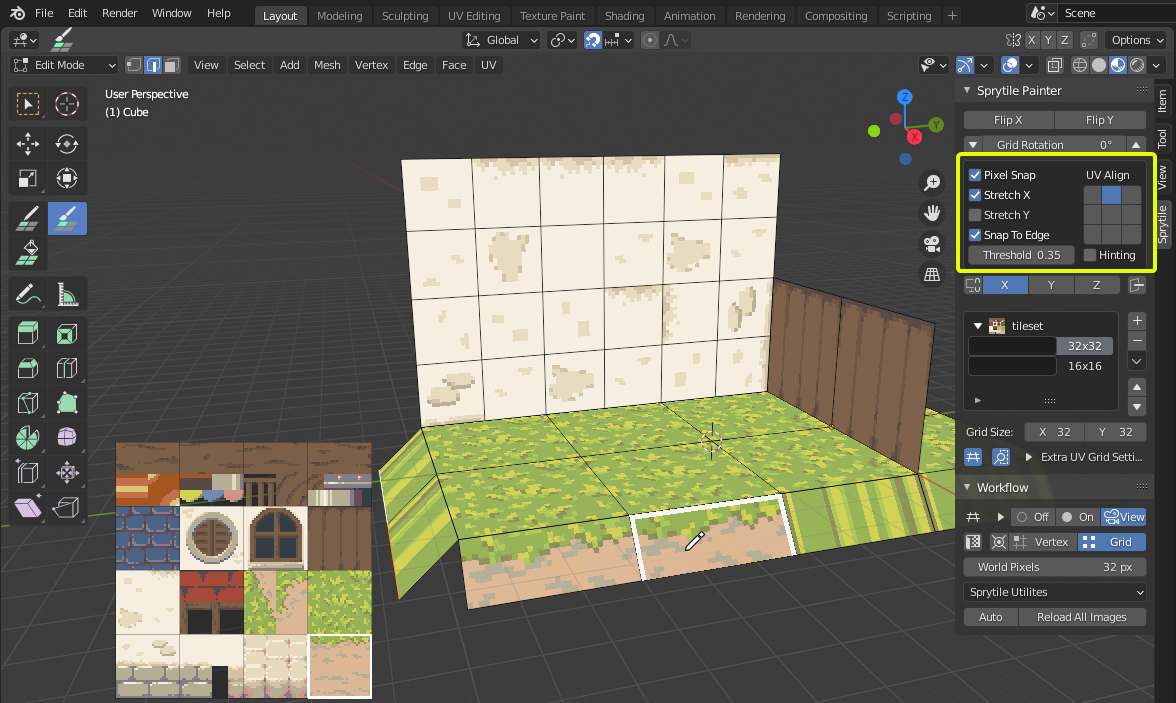 File Edit Render Window Help Layout Modeling Sculpting UV Editing Texture Paint Shading Animation Rendering Compositing Scripting + Scene
Global X Y Z Options
Edit Mode View Select Add Mesh Vertex Edge Face UV
User Perspective
(1) Cube
Z
Y
X
Sprytile Painter
Flip X Flip Y
Grid Rotation 0°
Pixel Snap UV Align
Stretch X
Stretch Y
Snap To Edge
Threshold 0.35 Hinting
X Y Z
tileset
32x32
16x16
Grid Size: X 32 Y 32
Extra UV Grid Setti...
Workflow
Off On View
Vertex Grid
World Pixels 32 px
Sprytile Utilites
Auto Reload All Images
Item
Tool
View
Sprytile